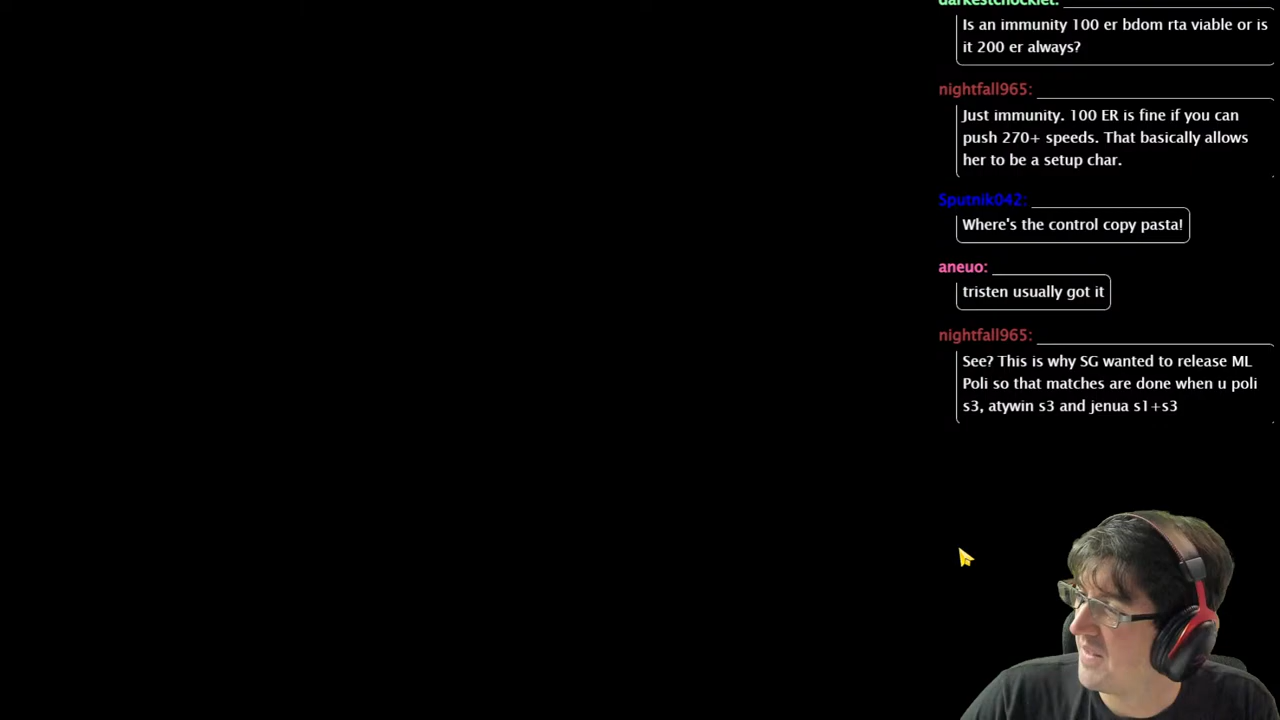 darkestchocklet:
Is an immunity 100 er bdom rta viable or is
it 200 er always?
nightfall965:
Just immunity. 100 ER is fine if you can
push 270+ speeds. That basically allows
her to be a setup char.
Sputnik042:
Where's the control copy pasta!
aneuo:
tristen usually got it
nightfall965:
See? This is why SG wanted to release ML
Poli so that matches are done when u poli
s3, atywin s3 and jenua s1+s3